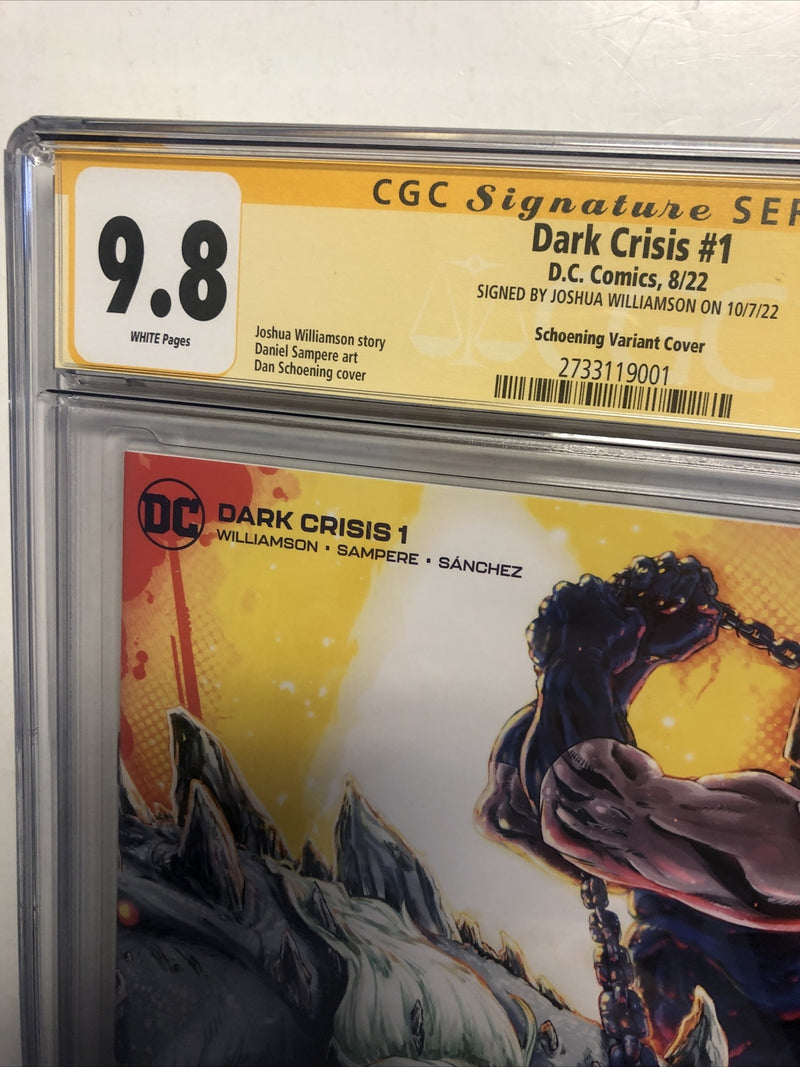 CGC Signature SER
9.8
WHITE Pages
Dark Crisis #1
D.C. Comics, 8/22
SIGNED BY JOSHUA WILLIAMSON ON 10/7/22
Joshua Williamson story
Daniel Sampere art
Dan Schoening cover
Schoening Variant Cover
2733119001
CGC
DC
DARK CRISIS 1
WILLIAMSON · SAMPERE · SÁNCHEZ